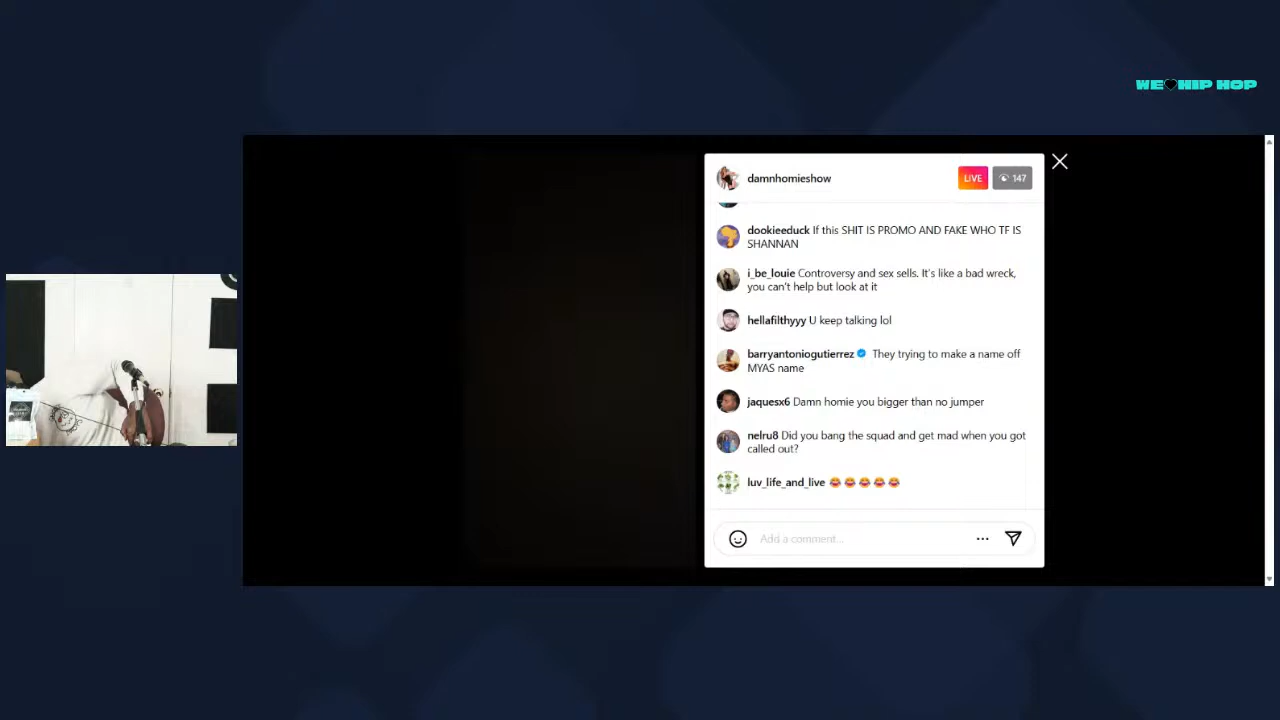 WE🖤HIP HOP
damnhomieshow LIVE 147
dookieeduck If this SHIT IS PROMO AND FAKE WHO TF IS
SHANNAN
i_be_louie Controversy and sex sells. It's like a bad wreck,
you can't help but look at it
hellafilthyyy U keep talking lol
barryantoniogutierrez They trying to make a name off
MYAS name
jaquesx6 Damn homie you bigger than no jumper
nelru8 Did you bang the squad and get mad when you got
called out?
luv_life_and_live 😂😂😂😂😂
Add a comment...